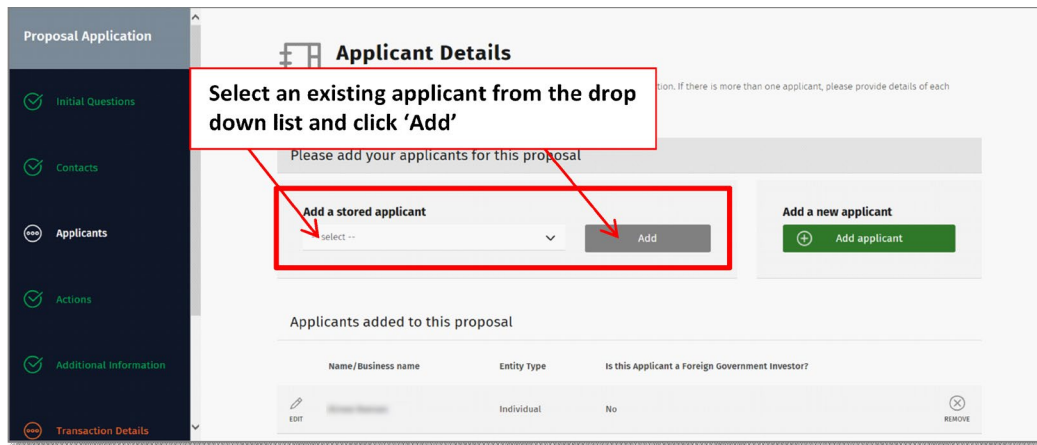 Proposal Application
Initial Questions
Contacts
Applicants
Actions
Additional Information
Transaction Details
Applicant Details
Select an existing applicant from the drop
down list and click ‘Add’
tion. If there is more than one applicant, please provide details of each
Please add your applicants for this proposal
Add a stored applicant
select --
Add
Add a new applicant
Add applicant
Applicants added to this proposal
Name/Business name Entity Type Is this Applicant a Foreign Government Investor?
EDIT Individual No REMOVE